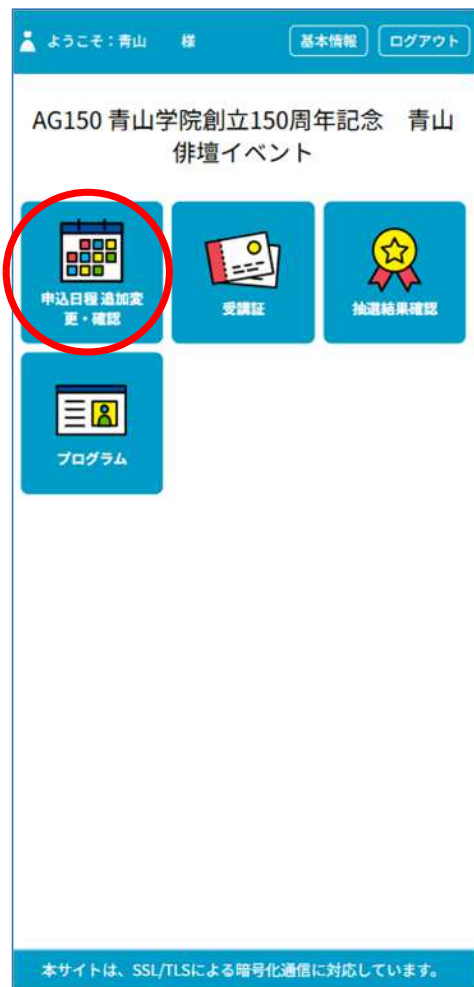 ようこそ：青山　　様
基本情報
ログアウト
AG150 青山学院創立150周年記念　青山
俳壇イベント
申込日程 追加変
更・確認
受講証
抽選結果確認
プログラム
本サイトは、SSL/TLSによる暗号化通信に対応しています。